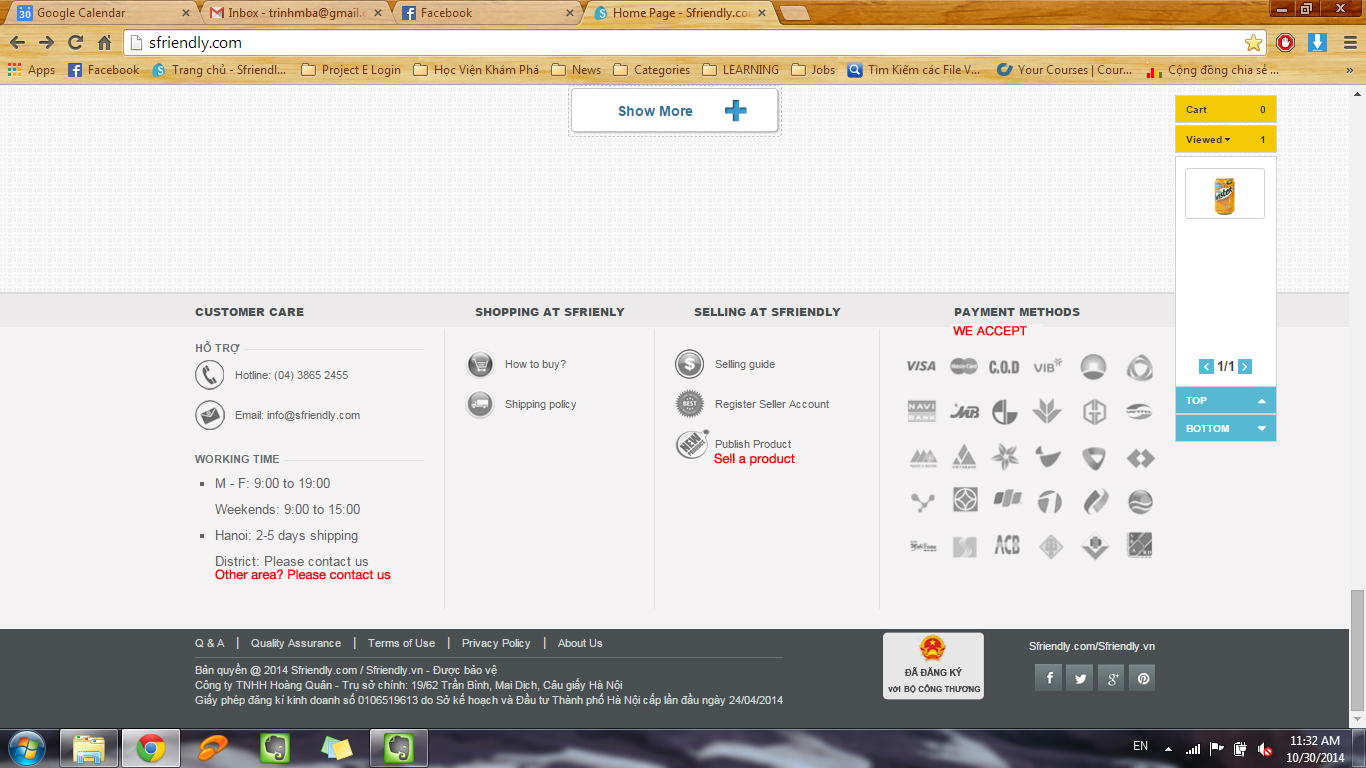 Google Calendar
Inbox - trinhmba@gmail.c
Facebook
Home Page - Sfriendly.co
sfriendly.com
Apps
Facebook
Trang chủ - Sfriendl...
Project E Login
Học Viện Khám Phá
News
Categories
LEARNING
Jobs
Tìm Kiếm các File V...
Your Courses | Cour...
Cộng đồng chia sẻ ...
»
Show More
Cart 0
Viewed 1
1/1
TOP
BOTTOM
CUSTOMER CARE
HỖ TRỢ
Hotline: (04) 3865 2455
Email: info@sfriendly.com
WORKING TIME
M - F: 9:00 to 19:00
Weekends: 9:00 to 15:00
Hanoi: 2-5 days shipping
District: Please contact us
Other area? Please contact us
SHOPPING AT SFRIENLY
How to buy?
Shipping policy
SELLING AT SFRIENDLY
Selling guide
BEST
Register Seller Account
NEW
Publish Product
Sell a product
PAYMENT METHODS
WE ACCEPT
VISA
MasterCard
C.O.D
VIB
NAVI BANK
MB
ACB
Q & A | Quality Assurance | Terms of Use | Privacy Policy | About Us
Bản quyền @ 2014 Sfriendly.com / Sfriendly.vn - Được bảo vệ
Công ty TNHH Hoàng Quân - Trụ sở chính: 19/62 Trần Bình, Mai Dịch, Cầu giấy Hà Nội
Giấy phép đăng kí kinh doanh số 0106519613 do Sở kế hoạch và Đầu tư Thành phố Hà Nội cấp lần đầu ngày 24/04/2014
ĐÃ ĐĂNG KÝ
với BỘ CÔNG THƯƠNG
Sfriendly.com/Sfriendly.vn
EN
11:32 AM
10/30/2014